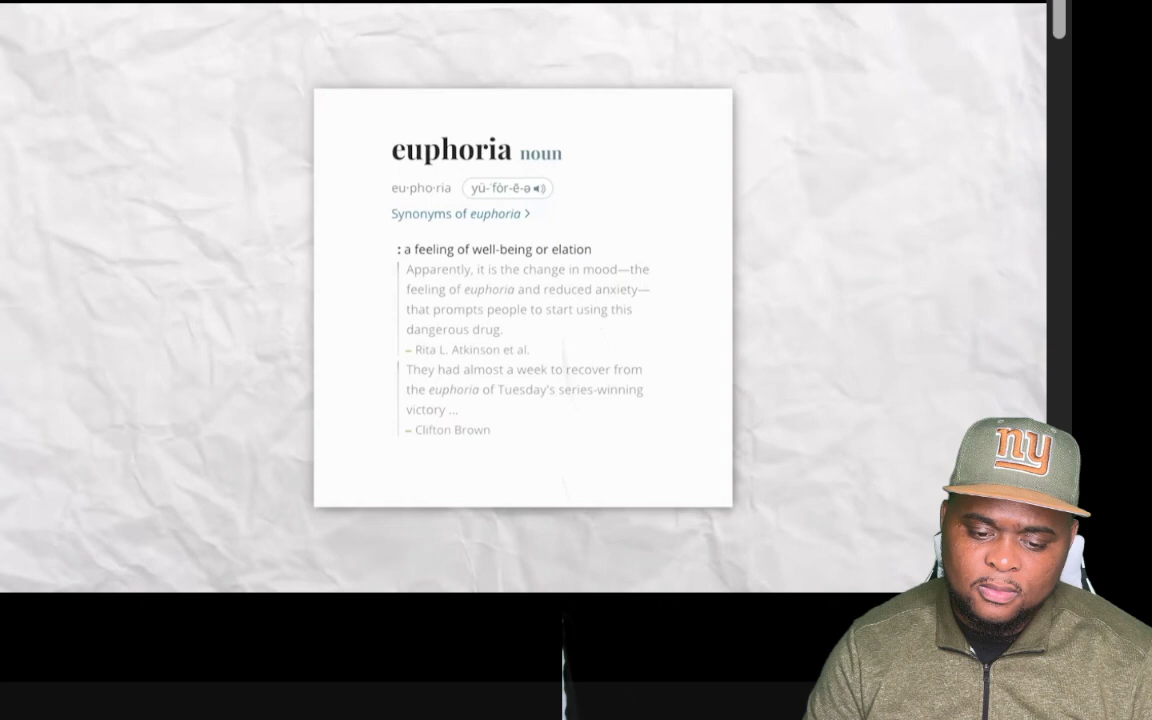 euphoria noun
eu·pho·ria yü-ˈfȯr-ē-ə
Synonyms of euphoria >
: a feeling of well-being or elation
Apparently, it is the change in mood—the
feeling of euphoria and reduced anxiety—
that prompts people to start using this
dangerous drug.
– Rita L. Atkinson et al.
They had almost a week to recover from
the euphoria of Tuesday's series-winning
victory ...
– Clifton Brown
ny